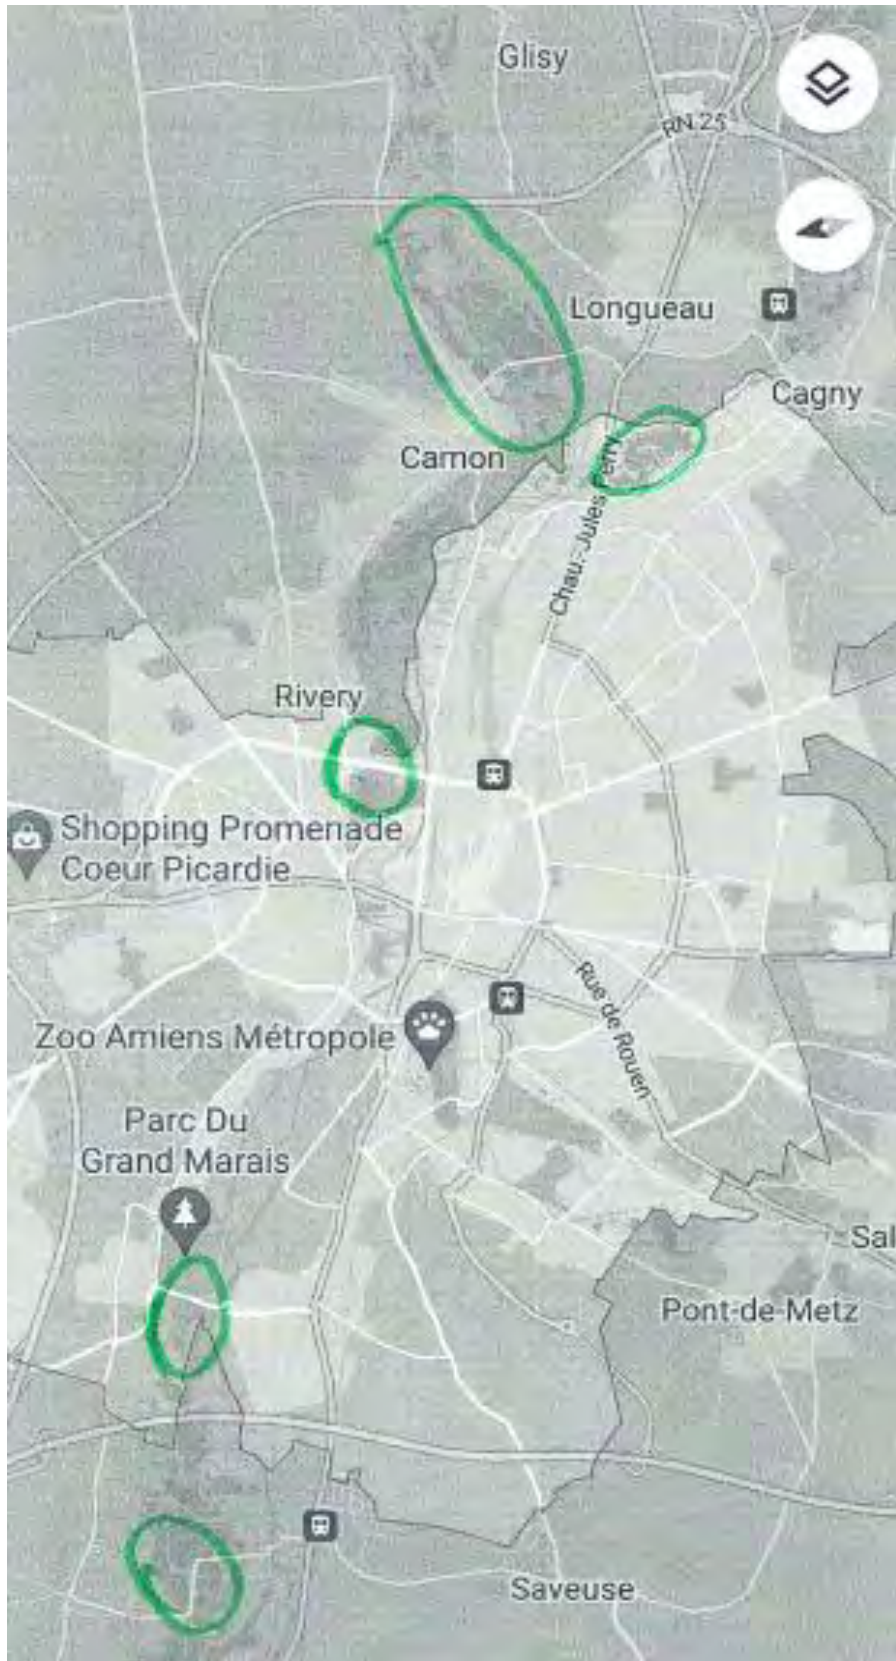 Glisy
RN 25
Longueau
Cagny
Camon
Chau. Jules Ferry
Rivery
Shopping Promenade
Coeur Picardie
Rue de Rouen
Zoo Amiens Métropole
Parc Du
Grand Marais
Sal
Pont-de-Metz
Saveuse